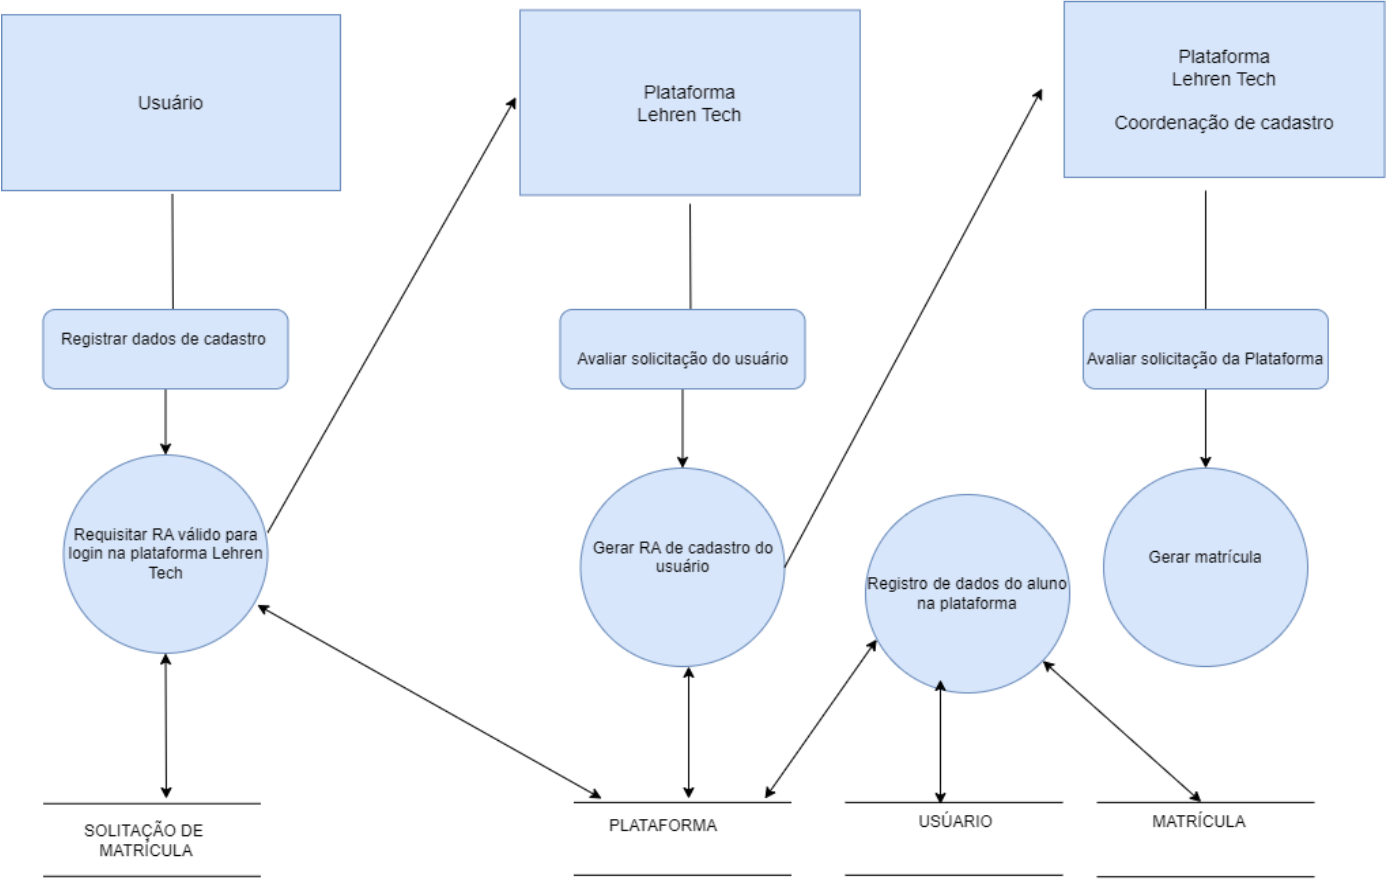 Usuário
Plataforma
Lehren Tech
Plataforma
Lehren Tech
Coordenação de cadastro
Registrar dados de cadastro
Avaliar solicitação do usuário
Avaliar solicitação da Plataforma
Requisitar RA válido para
login na plataforma Lehren
Tech
Gerar RA de cadastro do
usuário
Registro de dados do aluno
na plataforma
Gerar matrícula
SOLITAÇÃO DE
MATRÍCULA
PLATAFORMA
USÚARIO
MATRÍCULA